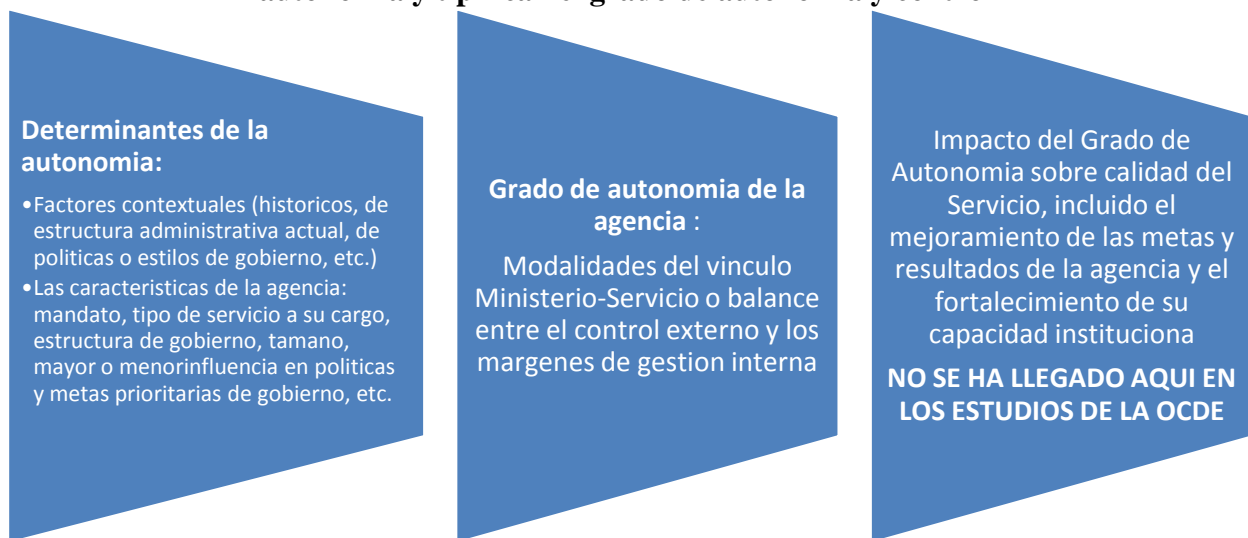 Determinantes de la
autonomia:
•Factores contextuales (historicos, de
estructura administrativa actual, de
politicas o estilos de gobierno, etc.)
•Las caracteristicas de la agencia:
mandato, tipo de servicio a su cargo,
estructura de gobierno, tamano,
mayor o menorinfluencia en politicas
y metas prioritarias de gobierno, etc.
Grado de autonomia de la
agencia :
Modalidades del vinculo
Ministerio-Servicio o balance
entre el control externo y los
margenes de gestion interna
Impacto del Grado de
Autonomia sobre calidad del
Servicio, incluido el
mejoramiento de las metas y
resultados de la agencia y el
fortalecimiento de su
capacidad instituciona
NO SE HA LLEGADO AQUI EN
LOS ESTUDIOS DE LA OCDE